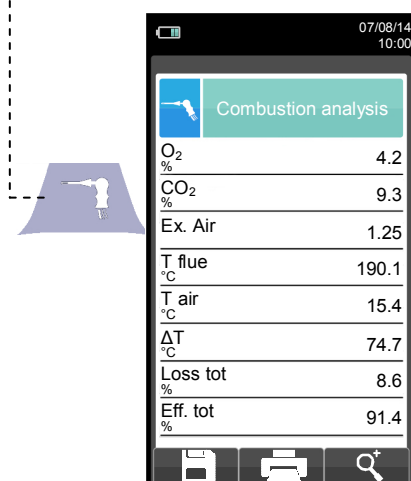 07/08/14
10:00
Combustion analysis
O₂
% 4.2
CO₂
% 9.3
Ex. Air 1.25
T flue
°C 190.1
T air
°C 15.4
ΔT
°C 74.7
Loss tot
% 8.6
Eff. tot
% 91.4